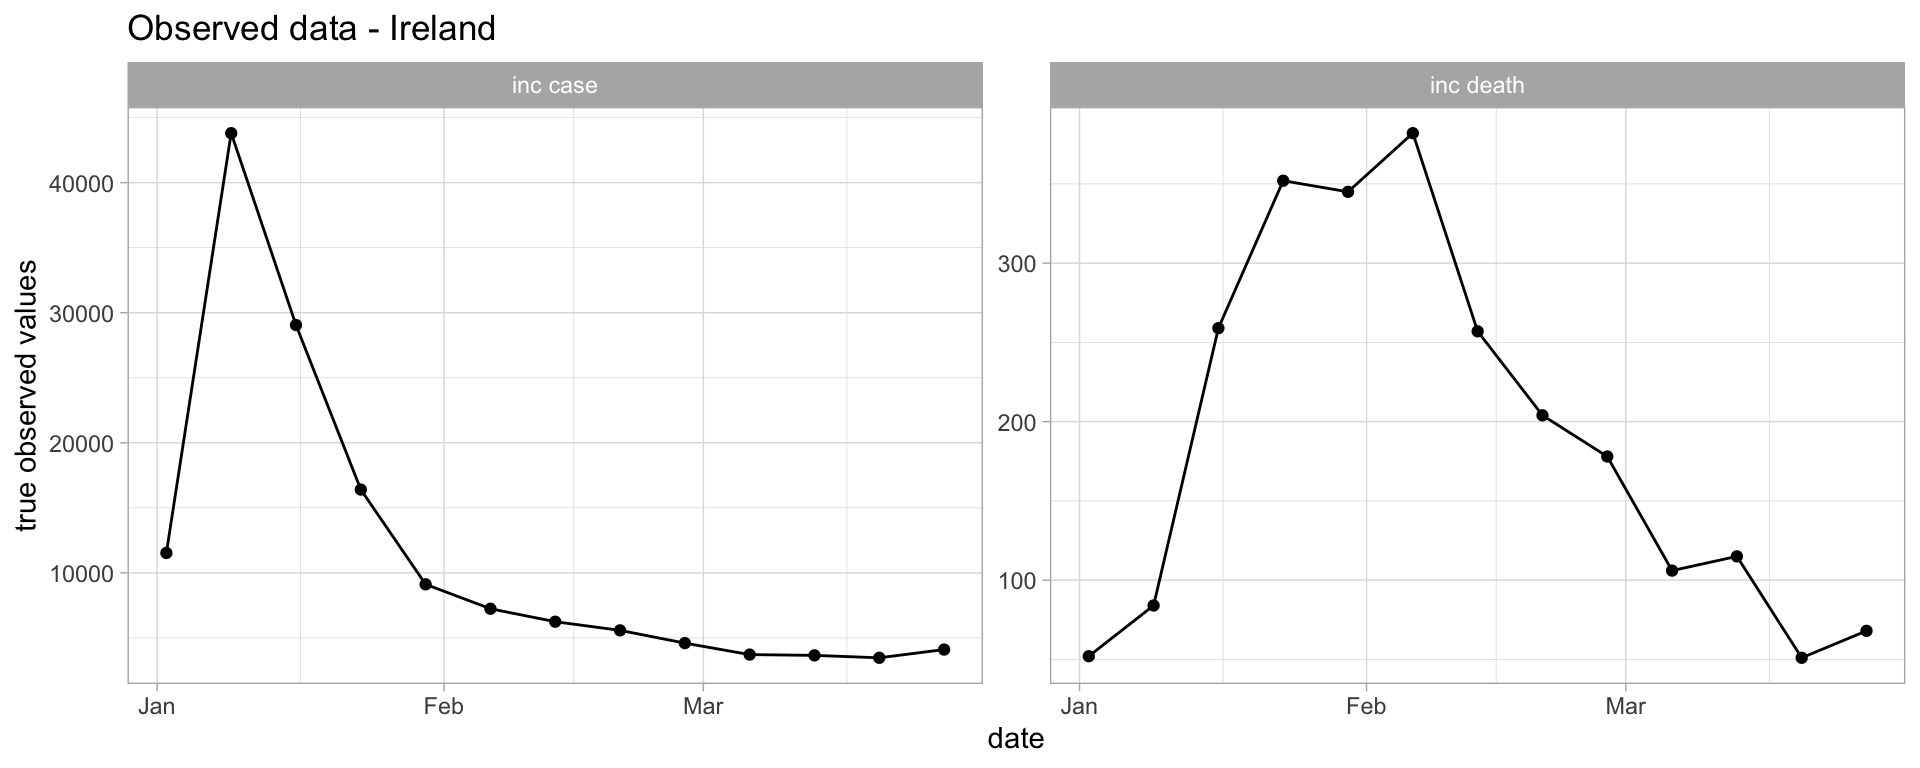 Observed data - Ireland
inc case
inc death
true observed values
40000
30000
20000
10000
300
200
100
Jan Feb Mar
Jan Feb Mar
date